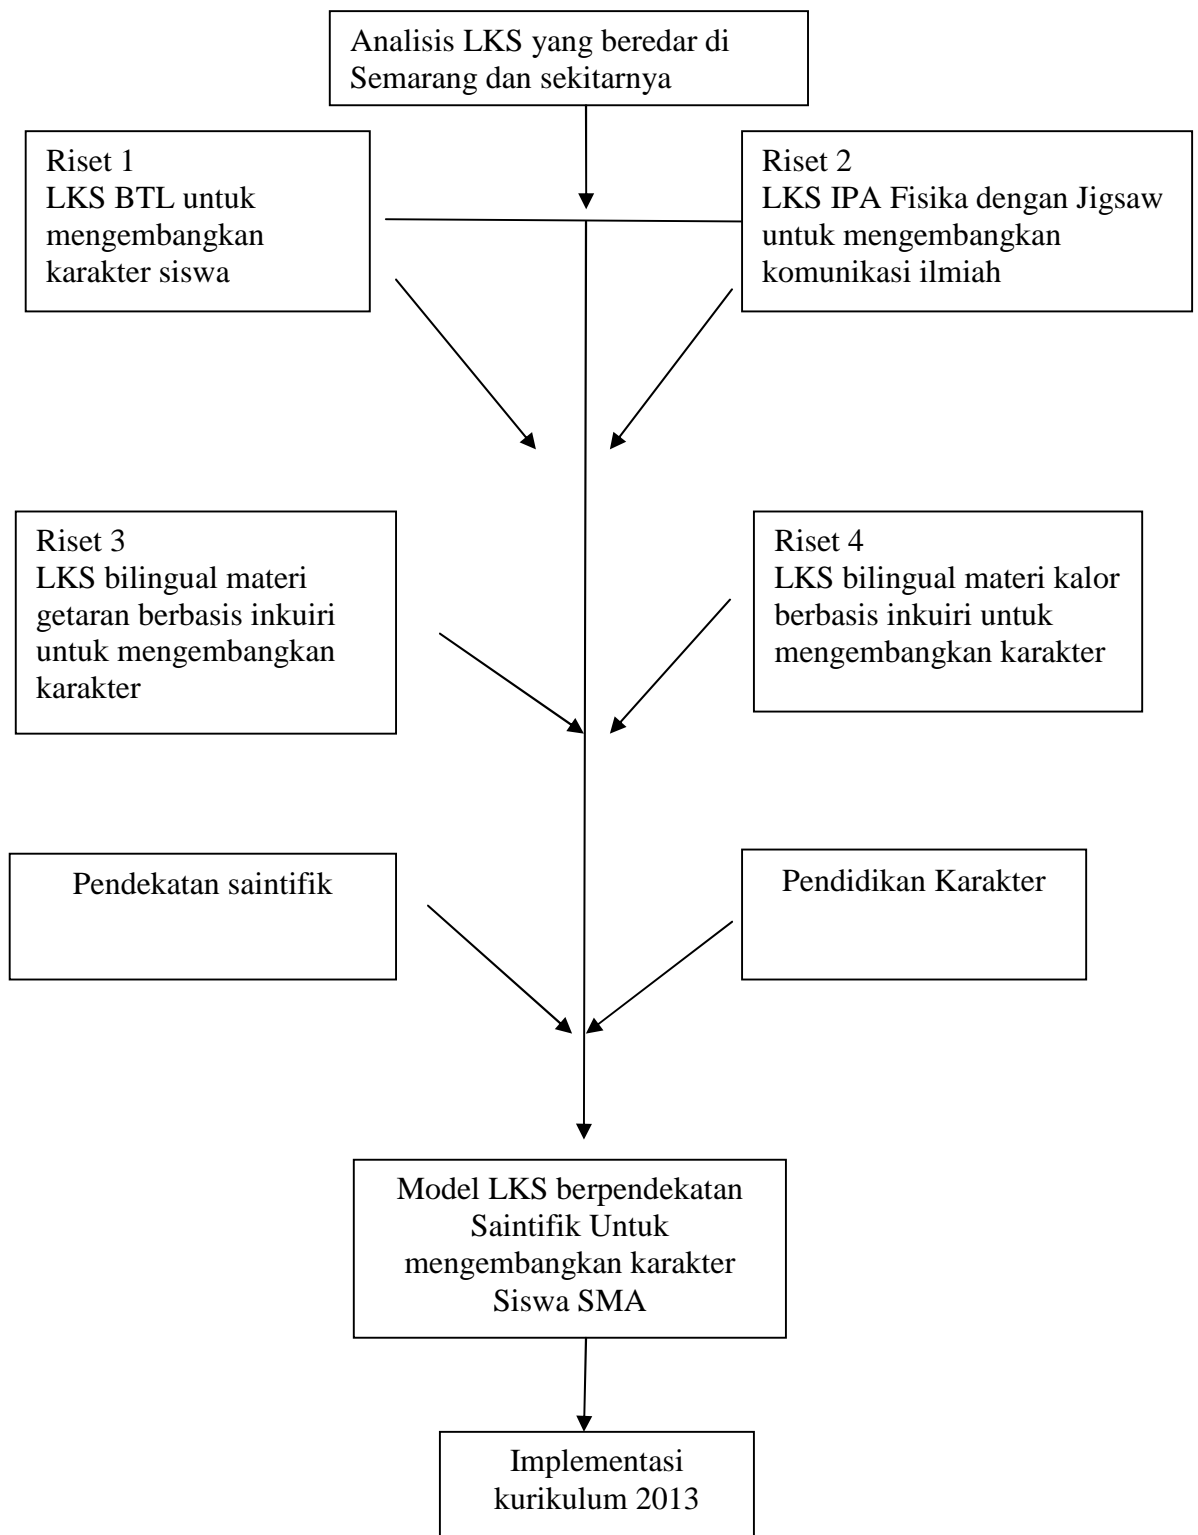 Analisis LKS yang beredar di
Semarang dan sekitarnya
Riset 1
LKS BTL untuk
mengembangkan
karakter siswa
Riset 2
LKS IPA Fisika dengan Jigsaw
untuk mengembangkan
komunikasi ilmiah
Riset 3
LKS bilingual materi
getaran berbasis inkuiri
untuk mengembangkan
karakter
Riset 4
LKS bilingual materi kalor
berbasis inkuiri untuk
mengembangkan karakter
Pendekatan saintifik
Pendidikan Karakter
Model LKS berpendekatan
Saintifik Untuk
mengembangkan karakter
Siswa SMA
Implementasi
kurikulum 2013